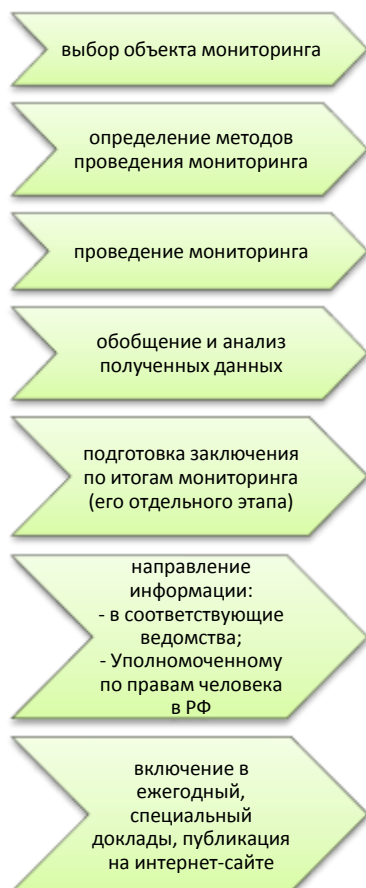 выбор объекта мониторинга
определение методов
проведения мониторинга
проведение мониторинга
обобщение и анализ
полученных данных
подготовка заключения
по итогам мониторинга
(его отдельного этапа)
направление
информации:
- в соответствующие
ведомства;
- Уполномоченному
по правам человека
в РФ
включение в
ежегодный,
специальный
доклады, публикация
на интернет-сайте